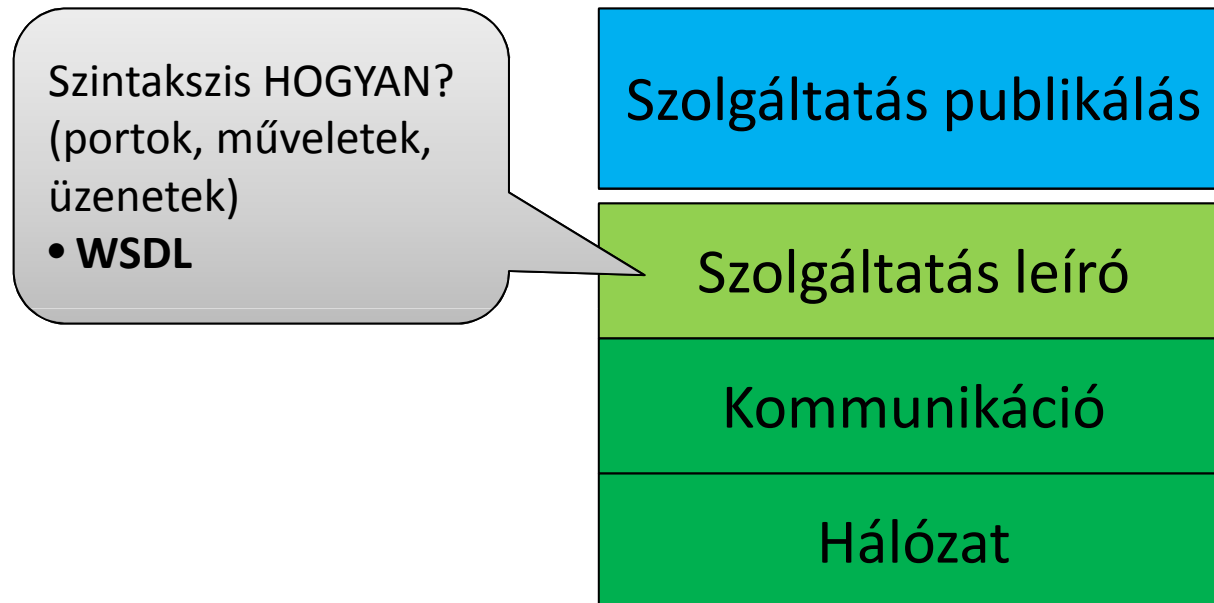 Szintakszis HOGYAN?
(portok, műveletek,
üzenetek)
• WSDL
Szolgáltatás publikálás
Szolgáltatás leíró
Kommunikáció
Hálózat